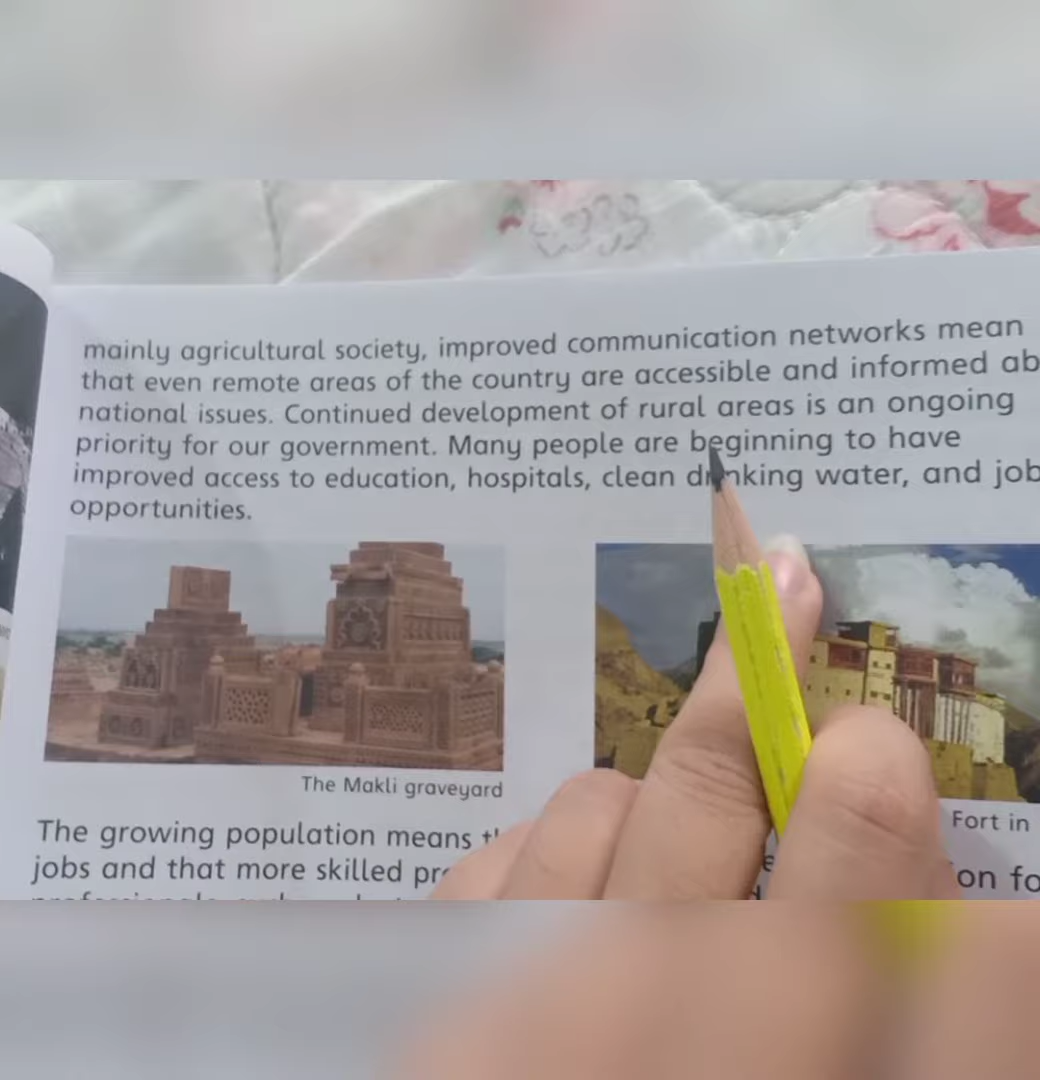 mainly agricultural society, improved communication networks mean
that even remote areas of the country are accessible and informed
national issues. Continued development of rural areas is an ongoing
priority for our government. Many people are beginning to have
improved access to education, hospitals, clean drinking water, and
opportunities.
The Makli graveyard
Fort in
The growing population means
jobs and that more skilled